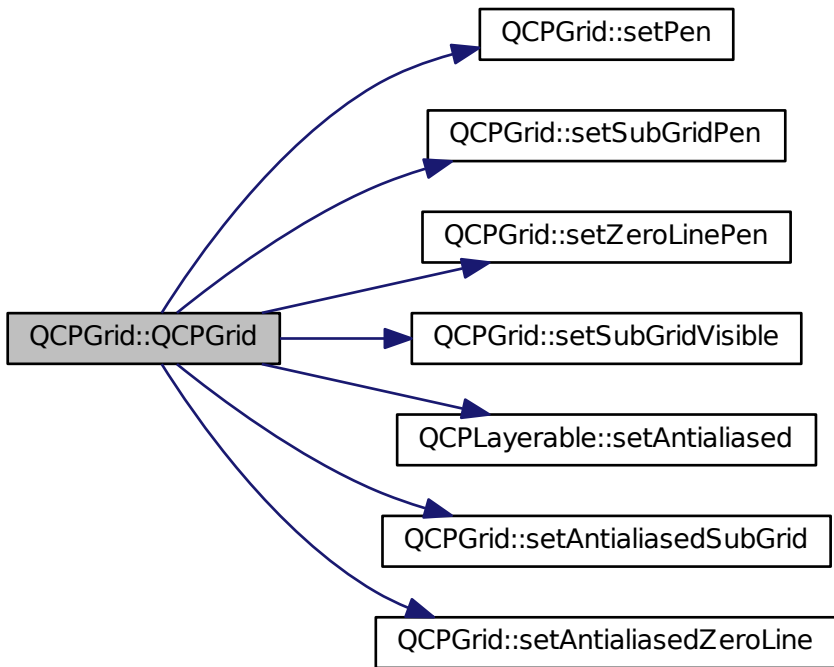 QCPGrid::setPen
QCPGrid::setSubGridPen
QCPGrid::setZeroLinePen
QCPGrid::QCPGrid
QCPGrid::setSubGridVisible
QCPLayerable::setAntialiased
QCPGrid::setAntialiasedSubGrid
QCPGrid::setAntialiasedZeroLine